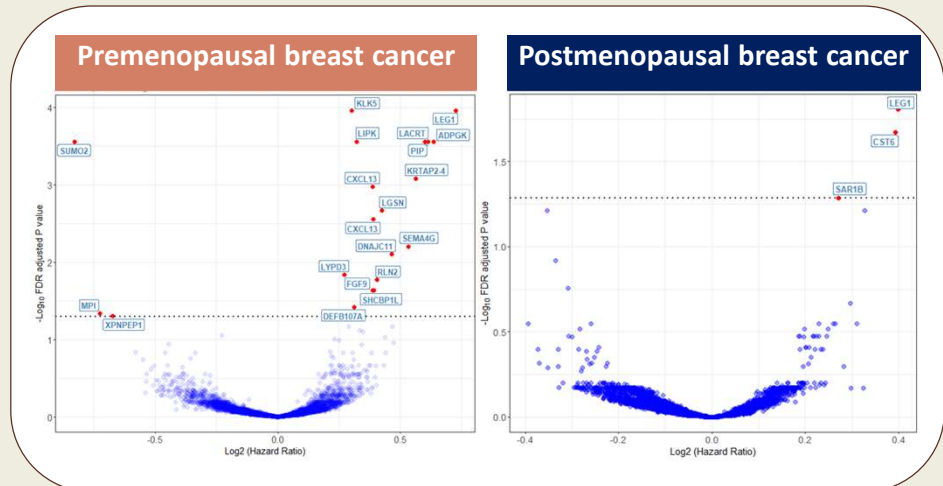 Premenopausal breast cancer
Postmenopausal breast cancer
4
3
2
1
0
-Log10 FDR adjusted P value
KLK5
LEG1
LIPK
LACRT
ADPGK
PIP
SUMO2
KRTAP2-4
CXCL13
LGSN
CXCL13
SEMA4G
DNAJC11
LYPD3
RLN2
FGF9
SHCBP1L
DEFB107A
MPI
XPNPEP1
-0.5
0.0
0.5
Log2 (Hazard Ratio)
1.5
1.0
0.5
0.0
-Log10 FDR adjusted P value
LEG1
CST6
SAR1B
-0.4
-0.2
0.0
0.2
0.4
Log2 (Hazard Ratio)